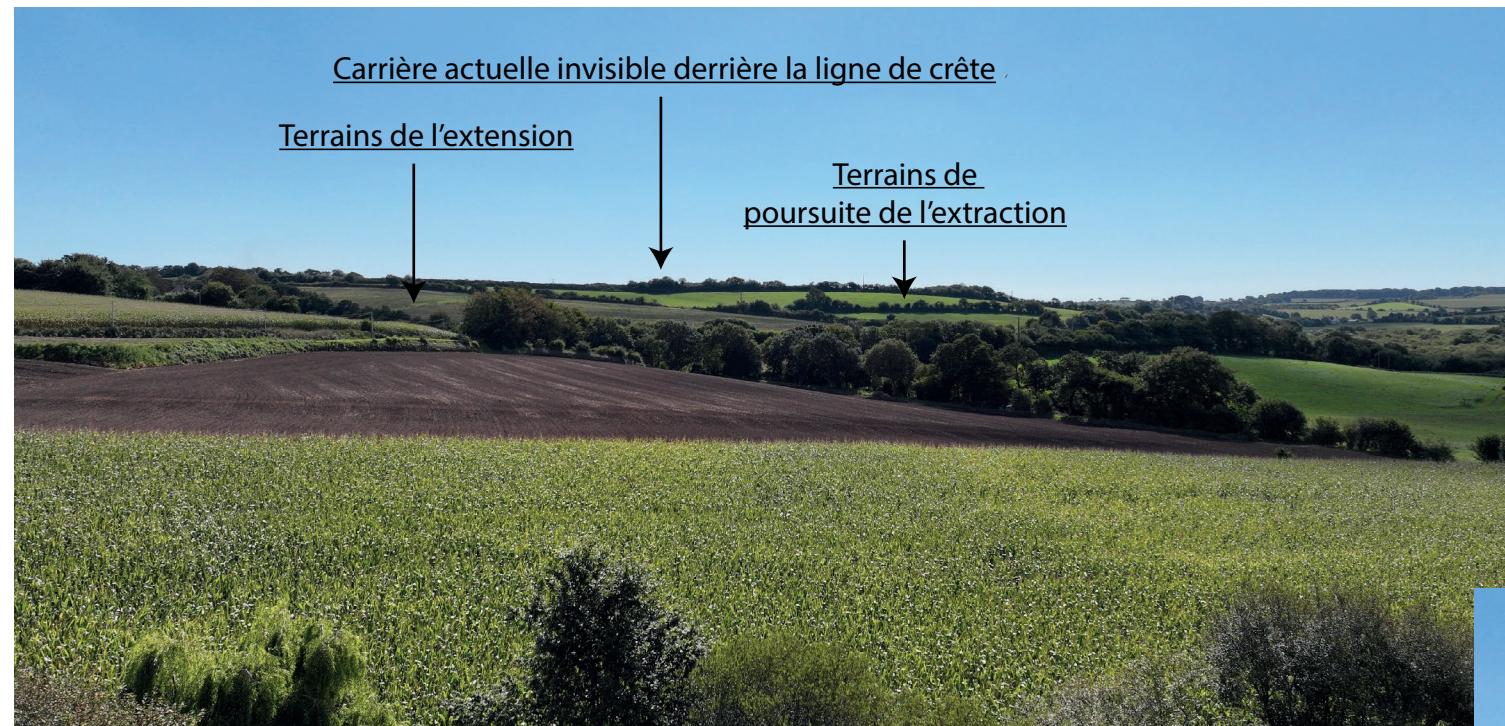 Carrière actuelle invisible derrière la ligne de crête
Terrains de l’extension
Terrains de
poursuite de l’extraction